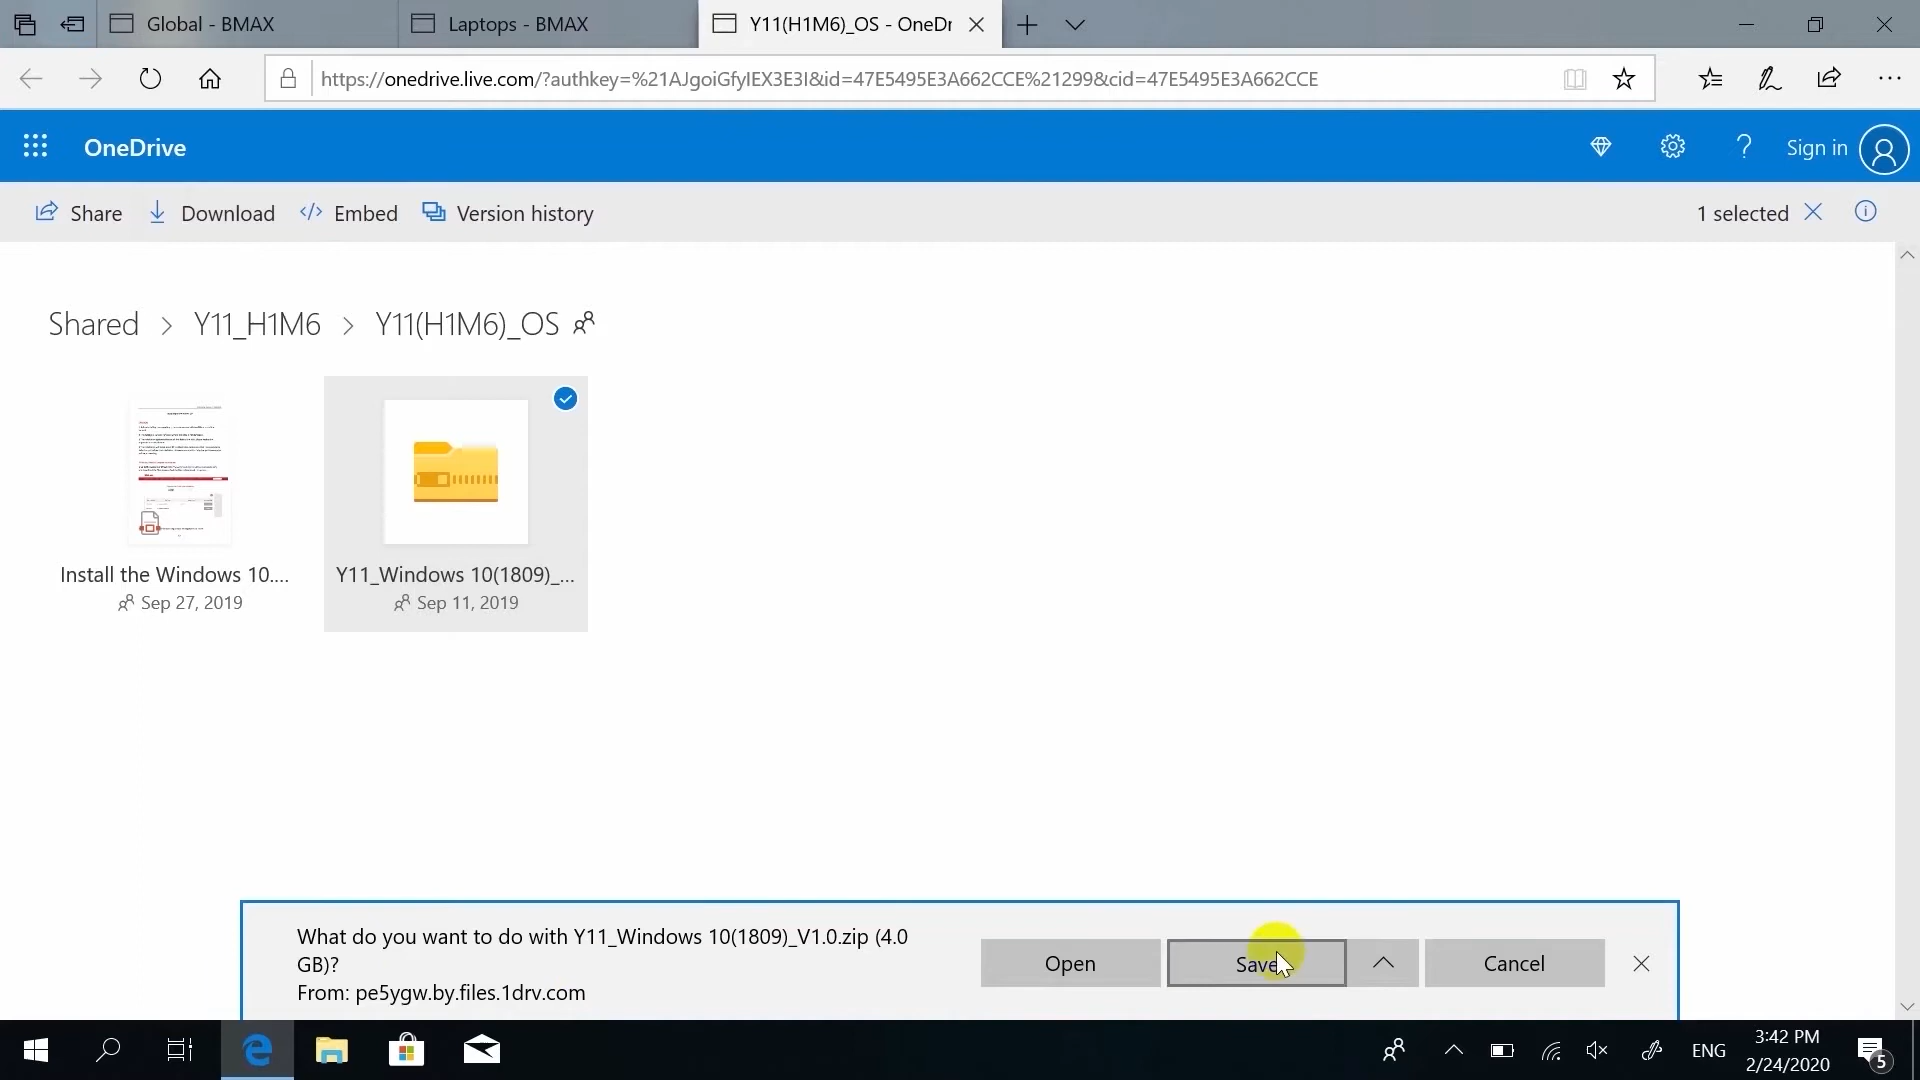 Global - BMAX
Laptops - BMAX
Y11(H1M6)_OS - OneDr
https://onedrive.live.com/?authkey=%21AJgoiGfyIEX3E3I&id=47E5495E3A662CCE%21299&cid=47E5495E3A662CCE
OneDrive
? Sign in
Share Download Embed Version history
1 selected
Shared > Y11_H1M6 > Y11(H1M6)_OS
Install the Windows 10....
Sep 27, 2019
Y11_Windows 10(1809)_...
Sep 11, 2019
What do you want to do with Y11_Windows 10(1809)_V1.0.zip (4.0
GB)?
From: pe5ygw.by.files.1drv.com
Open
Save
Cancel
ENG
3:42 PM
2/24/2020
5